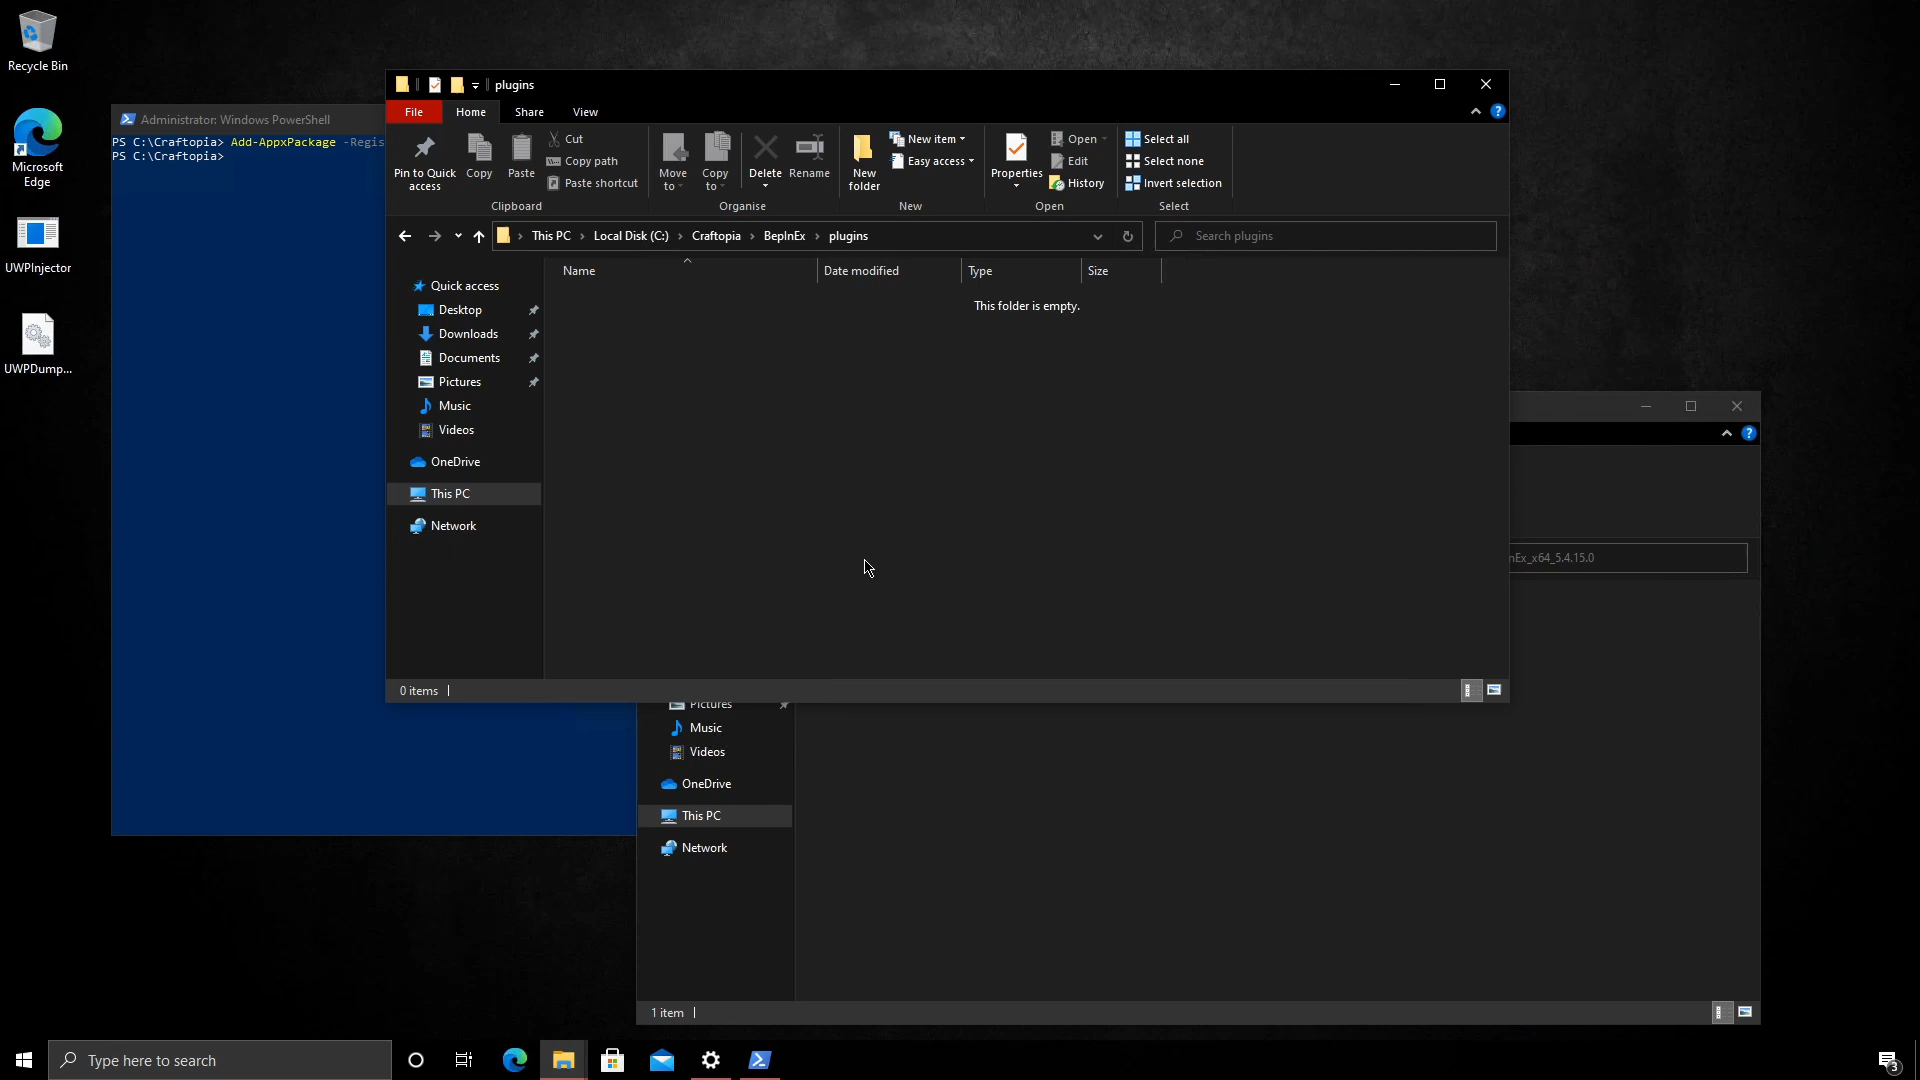 Recycle Bin
Microsoft
Edge
UWPInjector
UWPDump...
Administrator: Windows PowerShell
PS C:\Craftopia> Add-AppxPackage -Regis
PS C:\Craftopia>
plugins
File
Home
Share
View
Pin to Quick
access
Copy
Paste
Cut
Copy path
Paste shortcut
Clipboard
Move
to
Copy
to
Delete
Rename
Organise
New
folder
New item
Easy access
New
Properties
Open
Edit
History
Open
Select all
Select none
Invert selection
Select
This PC > Local Disk (C:) > Craftopia > BepInEx > plugins
Search plugins
Name
Date modified
Type
Size
This folder is empty.
Quick access
Desktop
Downloads
Documents
Pictures
Music
Videos
OneDrive
This PC
Network
0 items
nEx_x64_5.4.15.0
Pictures
Music
Videos
OneDrive
This PC
Network
1 item
Type here to search
3